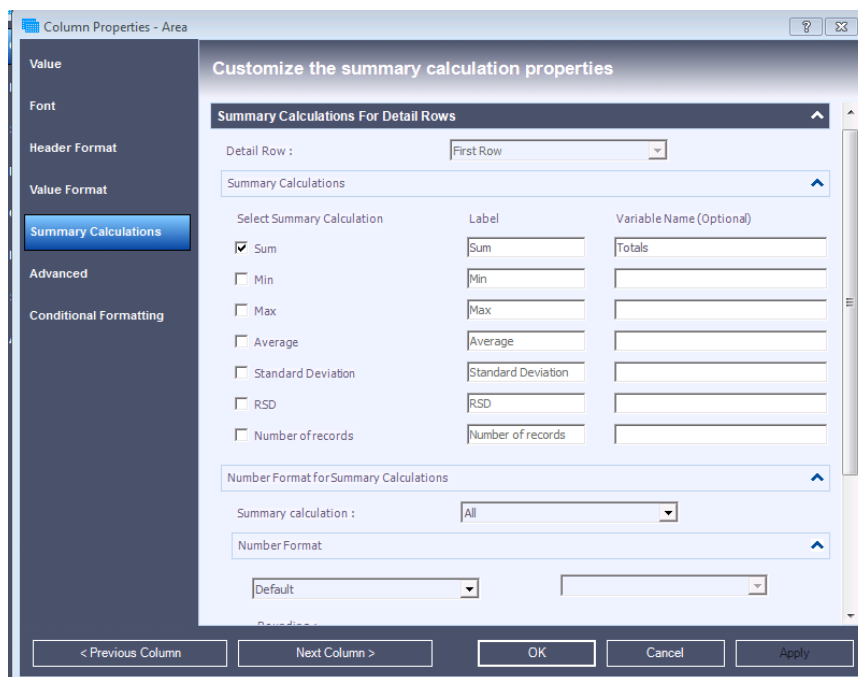 Column Properties - Area
Value
Font
Header Format
Value Format
Summary Calculations
Advanced
Conditional Formatting
Customize the summary calculation properties
Summary Calculations For Detail Rows
Detail Row : First Row
Summary Calculations
Select Summary Calculation Label Variable Name (Optional)
Sum Sum Totals
Min Min
Max Max
Average Average
Standard Deviation Standard Deviation
RSD RSD
Number of records Number of records
Number Format for Summary Calculations
Summary calculation : All
Number Format
Default
< Previous Column Next Column > OK Cancel Apply